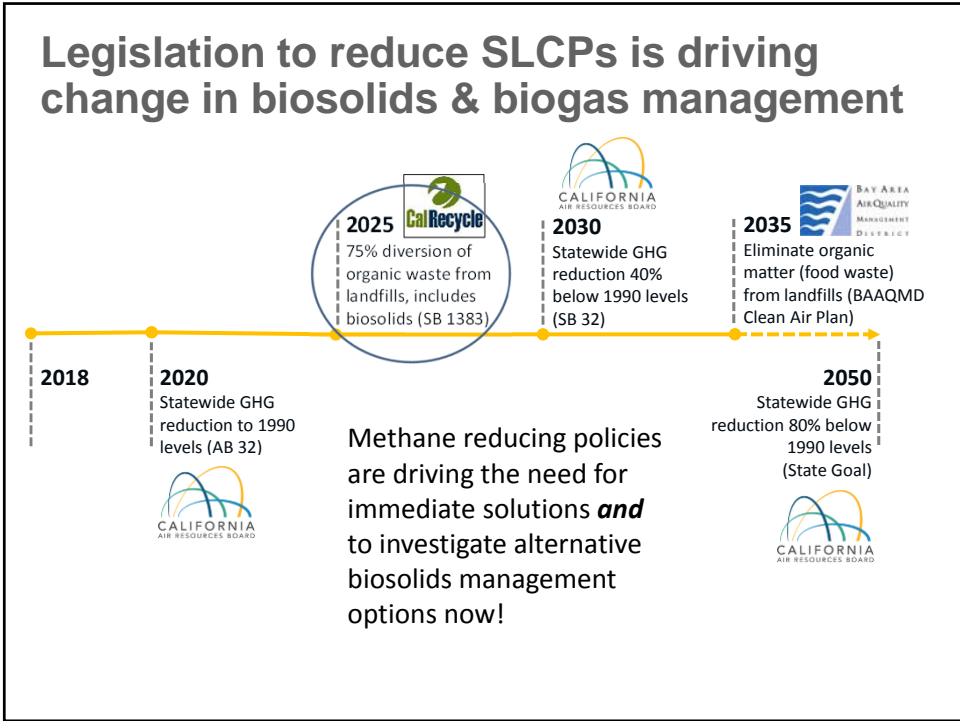 Legislation to reduce SLCPs is driving
change in biosolids & biogas management
CALIFORNIA
AIR RESOURCES BOARD
BAY AREA
AIR QUALITY
MANAGEMENT
DISTRICT
CalRecycle
2025
75% diversion of
organic waste from
landfills, includes
biosolids (SB 1383)
2030
Statewide GHG
reduction 40%
below 1990 levels
(SB 32)
2035
Eliminate organic
matter (food waste)
from landfills (BAAQMD
Clean Air Plan)
2018
2020
Statewide GHG
reduction to 1990
levels (AB 32)
CALIFORNIA
AIR RESOURCES BOARD
Methane reducing policies
are driving the need for
immediate solutions and
to investigate alternative
biosolids management
options now!
2050
Statewide GHG
reduction 80% below
1990 levels
(State Goal)
CALIFORNIA
AIR RESOURCES BOARD